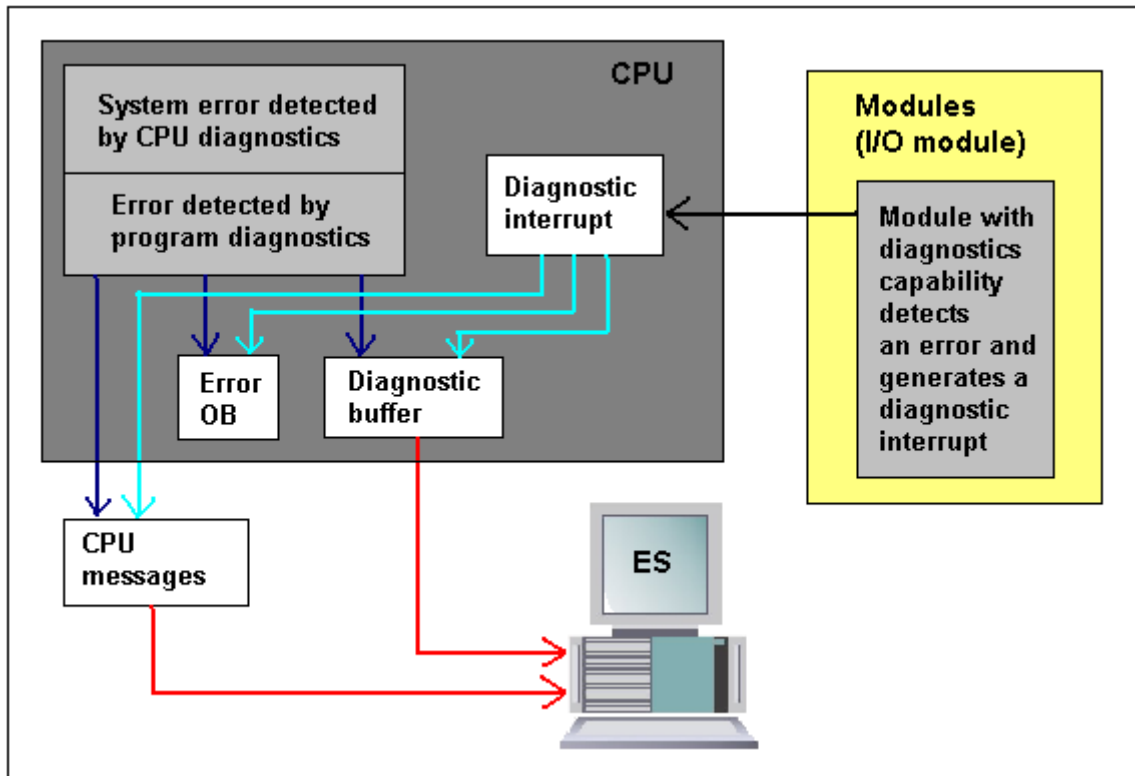 CPU
System error detected
by CPU diagnostics
Error detected by
program diagnostics
Diagnostic
interrupt
Modules
(I/O module)
Module with
diagnostics
capability
detects
an error and
generates a
diagnostic
interrupt
Error
OB
Diagnostic
buffer
CPU
messages
ES